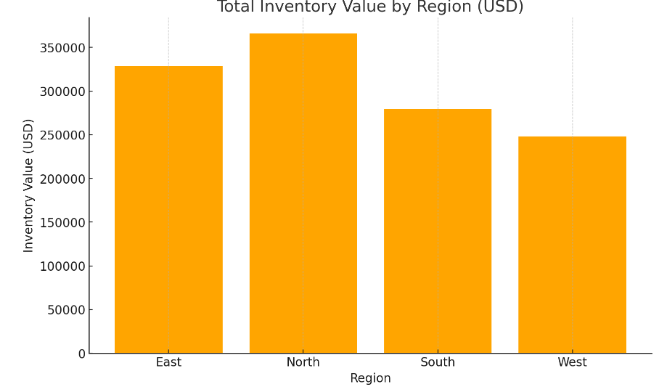 Total Inventory Value by Region (USD)
350000
300000
250000
200000
150000
100000
50000
0
Inventory Value (USD)
East North South West
Region